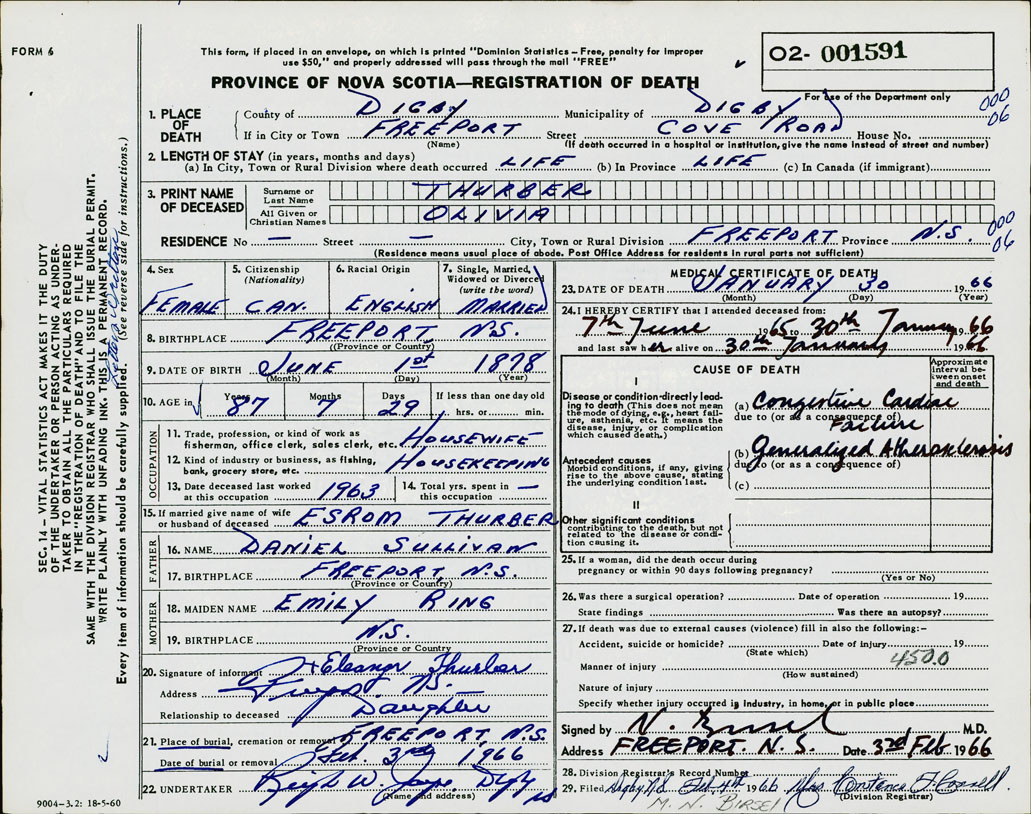 FORM 6
This form, if placed in an envelope, on which is printed "Dominion Statistics – Free, penalty for improper
use $50," and properly addressed will pass through the mail "FREE"
02- 001591
PROVINCE OF NOVA SCOTIA—REGISTRATION OF DEATH
For use of the Department only
1. PLACE OF DEATH
County of DIGBY Municipality of DIGBY 000
If in City or Town FREEPORT Street COVE ROAD House No. 06
(Name) (If death occurred in a hospital or institution, give the name instead of street and number)
2. LENGTH OF STAY (in years, months and days)
(a) In City, Town or Rural Division where death occurred LIFE (b) In Province LIFE (c) In Canada (if immigrant)
3. PRINT NAME OF DECEASED
Surname or Last Name THURBER
All Given or Christian Names OLIVIA
RESIDENCE No — Street — City, Town or Rural Division FREEPORT Province N.S. 000 06
(Residence means usual place of abode. Post Office Address for residents in rural parts not sufficient)
4. Sex FEMALE
5. Citizenship (Nationality) CAN.
6. Racial Origin ENGLISH
7. Single, Married, Widowed or Divorced (write the word) MARRIED
8. BIRTHPLACE FREEPORT, N.S.
(Province or Country)
9. DATE OF BIRTH JUNE 1st 1878
(Month) (Day) (Year)
10. AGE in Years 87 Months 7 Days 29 If less than one day old hrs. or min.
OCCUPATION
11. Trade, profession, or kind of work as
fisherman, office clerk, sales clerk, etc. HOUSEWIFE
12. Kind of industry or business, as fishing,
bank, grocery store, etc. HOUSEKEEPING
13. Date deceased last worked at this occupation 1963
14. Total yrs. spent in this occupation —
15. If married give name of wife
or husband of deceased ESROM THURBER
FATHER
16. NAME DANIEL SULLIVAN
17. BIRTHPLACE FREEPORT, N.S.
(Province or Country)
MOTHER
18. MAIDEN NAME EMILY RING
19. BIRTHPLACE N.S.
(Province or Country)
20. Signature of informant Eleanor Thurber
Address N.S.
Relationship to deceased Daughter
21. Place of burial, cremation or removal FREEPORT, N.S.
Date of burial or removal Feb. 3rd, 1966
22. UNDERTAKER W. Digby NS
(Name and address)
9004-3.2: 18-5-60
MEDICAL CERTIFICATE OF DEATH
23. DATE OF DEATH JANUARY 30 1966
(Month) (Day) (Year)
24. I HEREBY CERTIFY that I attended deceased from:
7th June 1965 to 30th January 1966
and last saw her alive on 30th January 1966
CAUSE OF DEATH
Approximate interval between onset and death
I
Disease or condition directly leading to death (This does not mean the mode of dying, e.g., heart failure, asthenia, etc. It means the disease, injury, or complication which caused death.)
(a) Congestive Cardiac
due to (or as a consequence of) Failure
Antecedent causes
Morbid conditions, if any, giving rise to the above cause, stating the underlying condition last.
(b) Generalized Atherosclerosis
due to (or as a consequence of)
(c)
II
Other significant conditions
contributing to the death, but not related to the disease or condition causing it.
25. If a woman, did the death occur during
pregnancy or within 90 days following pregnancy?
(Yes or No)
26. Was there a surgical operation? Date of operation 19
State findings Was there an autopsy?
27. If death was due to external causes (violence) fill in also the following:–
Accident, suicide or homicide? Date of injury 19
(State which) 450.0
Manner of injury
(How sustained)
Nature of injury
Specify whether injury occurred in Industry, in home, or in public place
Signed by N. M.D.
Address FREEPORT. N. S. Date 3rd Feb 1966
28. Division Registrar's Record Number
29. Filed Digby N.S. Feb. 4th 1966 Mrs
(Division Registrar)
M. N. BIRSEI
SEC. 14 – VITAL STATISTICS ACT MAKES IT THE DUTY
OF THE UNDERTAKER OR PERSON ACTING AS UNDER-
TAKER TO OBTAIN ALL THE PARTICULARS REQUIRED
IN THE "REGISTRATION OF DEATH" AND TO FILE THE
SAME WITH THE DIVISION REGISTRAR WHO SHALL ISSUE THE BURIAL PERMIT.
WRITE PLAINLY WITH UNFADING INK. THIS IS A PERMANENT RECORD.
Every item of information should be carefully supplied. (See reverse side for instructions.)